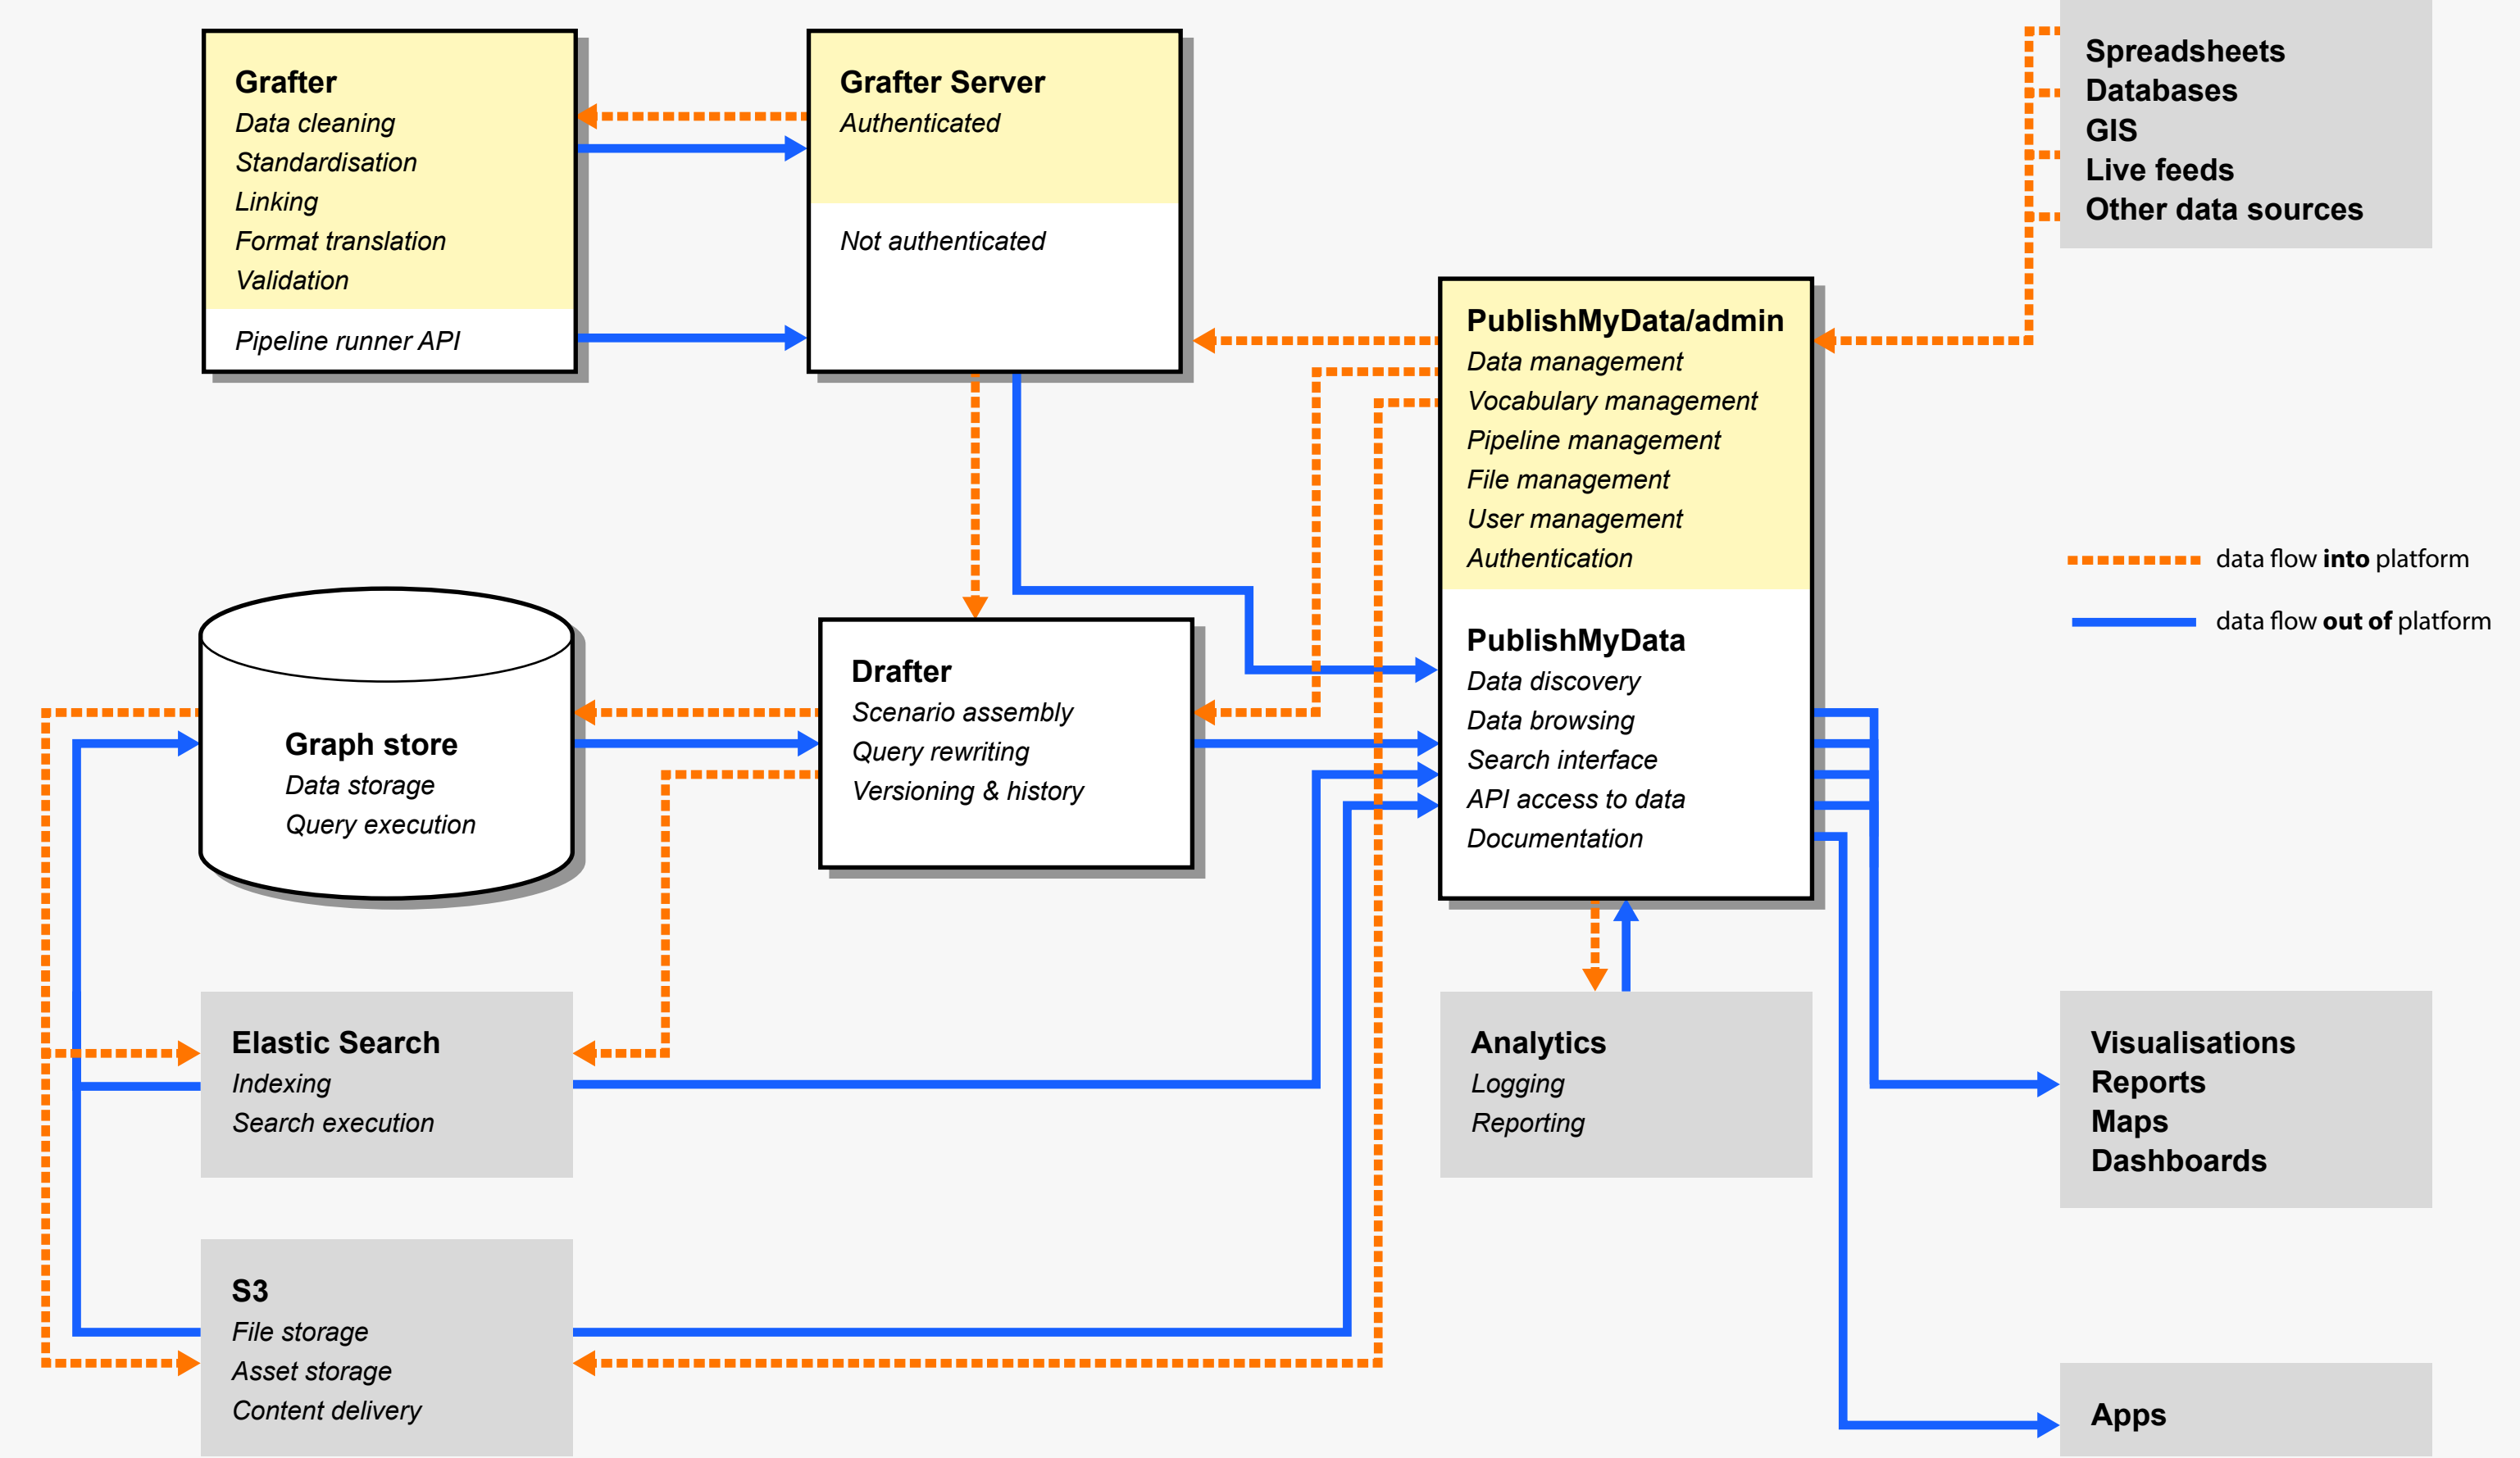 Grafter
Data cleaning
Standardisation
Linking
Format translation
Validation
Pipeline runner API
Grafter Server
Authenticated
Not authenticated
Spreadsheets
Databases
GIS
Live feeds
Other data sources
PublishMyData/admin
Data management
Vocabulary management
Pipeline management
File management
User management
Authentication
PublishMyData
Data discovery
Data browsing
Search interface
API access to data
Documentation
data flow into platform
data flow out of platform
Graph store
Data storage
Query execution
Drafter
Scenario assembly
Query rewriting
Versioning & history
Elastic Search
Indexing
Search execution
Analytics
Logging
Reporting
Visualisations
Reports
Maps
Dashboards
S3
File storage
Asset storage
Content delivery
Apps